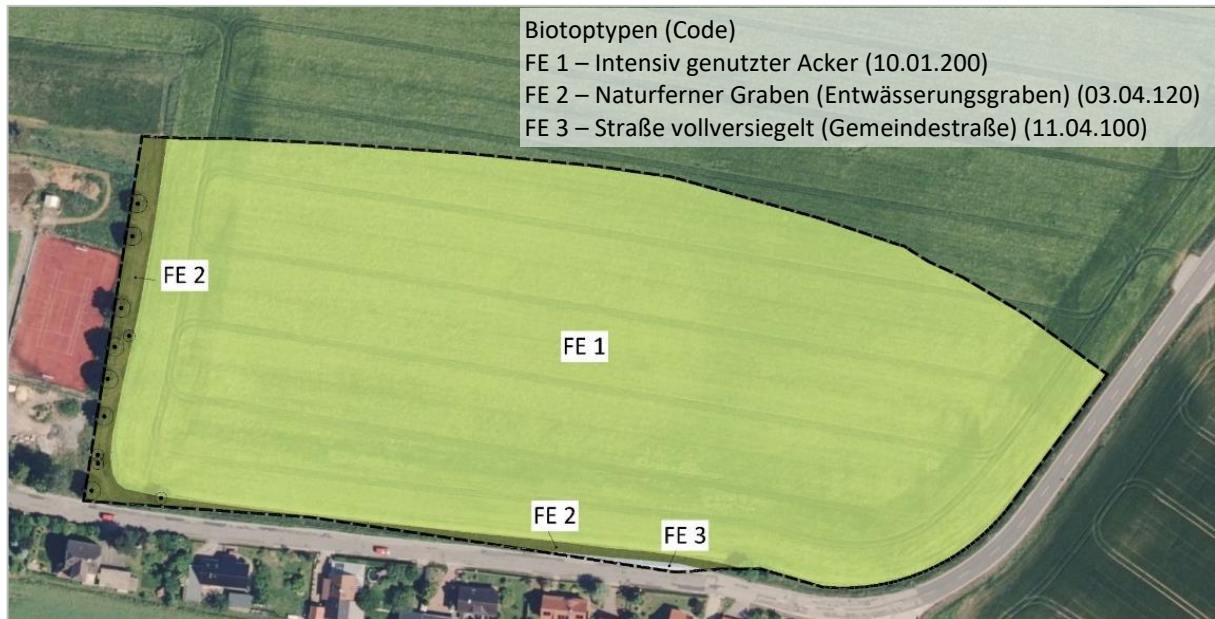 Biotoptypen (Code)
FE 1 – Intensiv genutzter Acker (10.01.200)
FE 2 – Naturferner Graben (Entwässerungsgraben) (03.04.120)
FE 3 – Straße vollversiegelt (Gemeindestraße) (11.04.100)
FE 2
FE 1
FE 2
FE 3